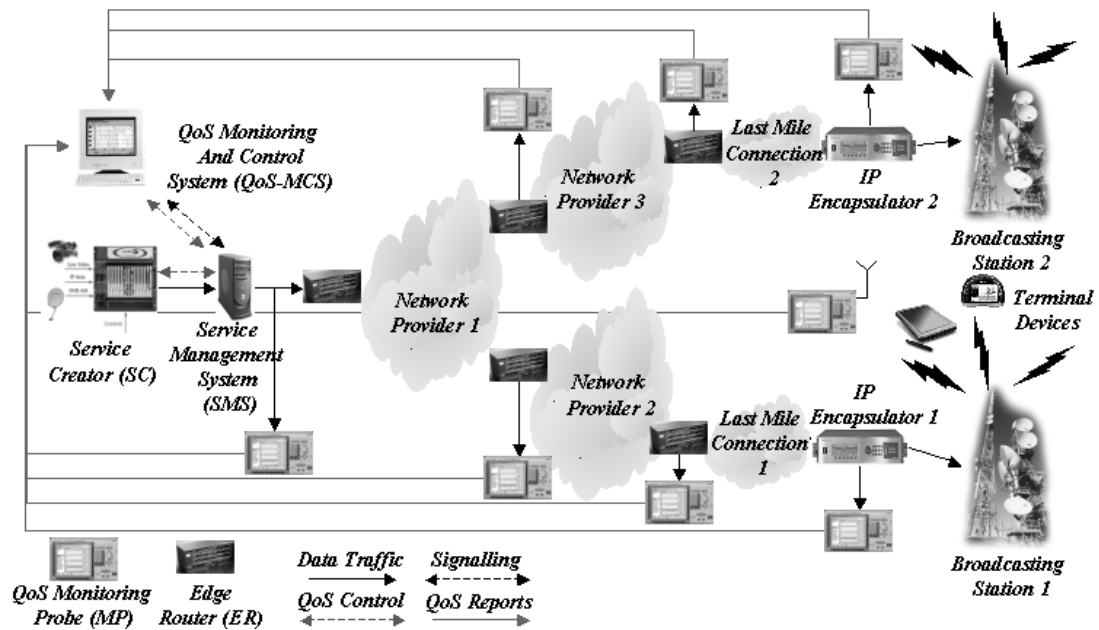 QoS Monitoring
And Control
System (QoS-MCS)
Network
Provider 3
Last Mile
Connection
2
IP
Encapsulator 2
Broadcasting
Station 2
Live Video
Control
Service
Creator (SC)
Service
Management
System
(SMS)
Network
Provider 1
Network
Provider 2
Last Mile
Connection
1
IP
Encapsulator 1
Terminal
Devices
Broadcasting
Station 1
QoS Monitoring
Probe (MP)
Edge
Router (ER)
Data Traffic
Signalling
QoS Control
QoS Reports